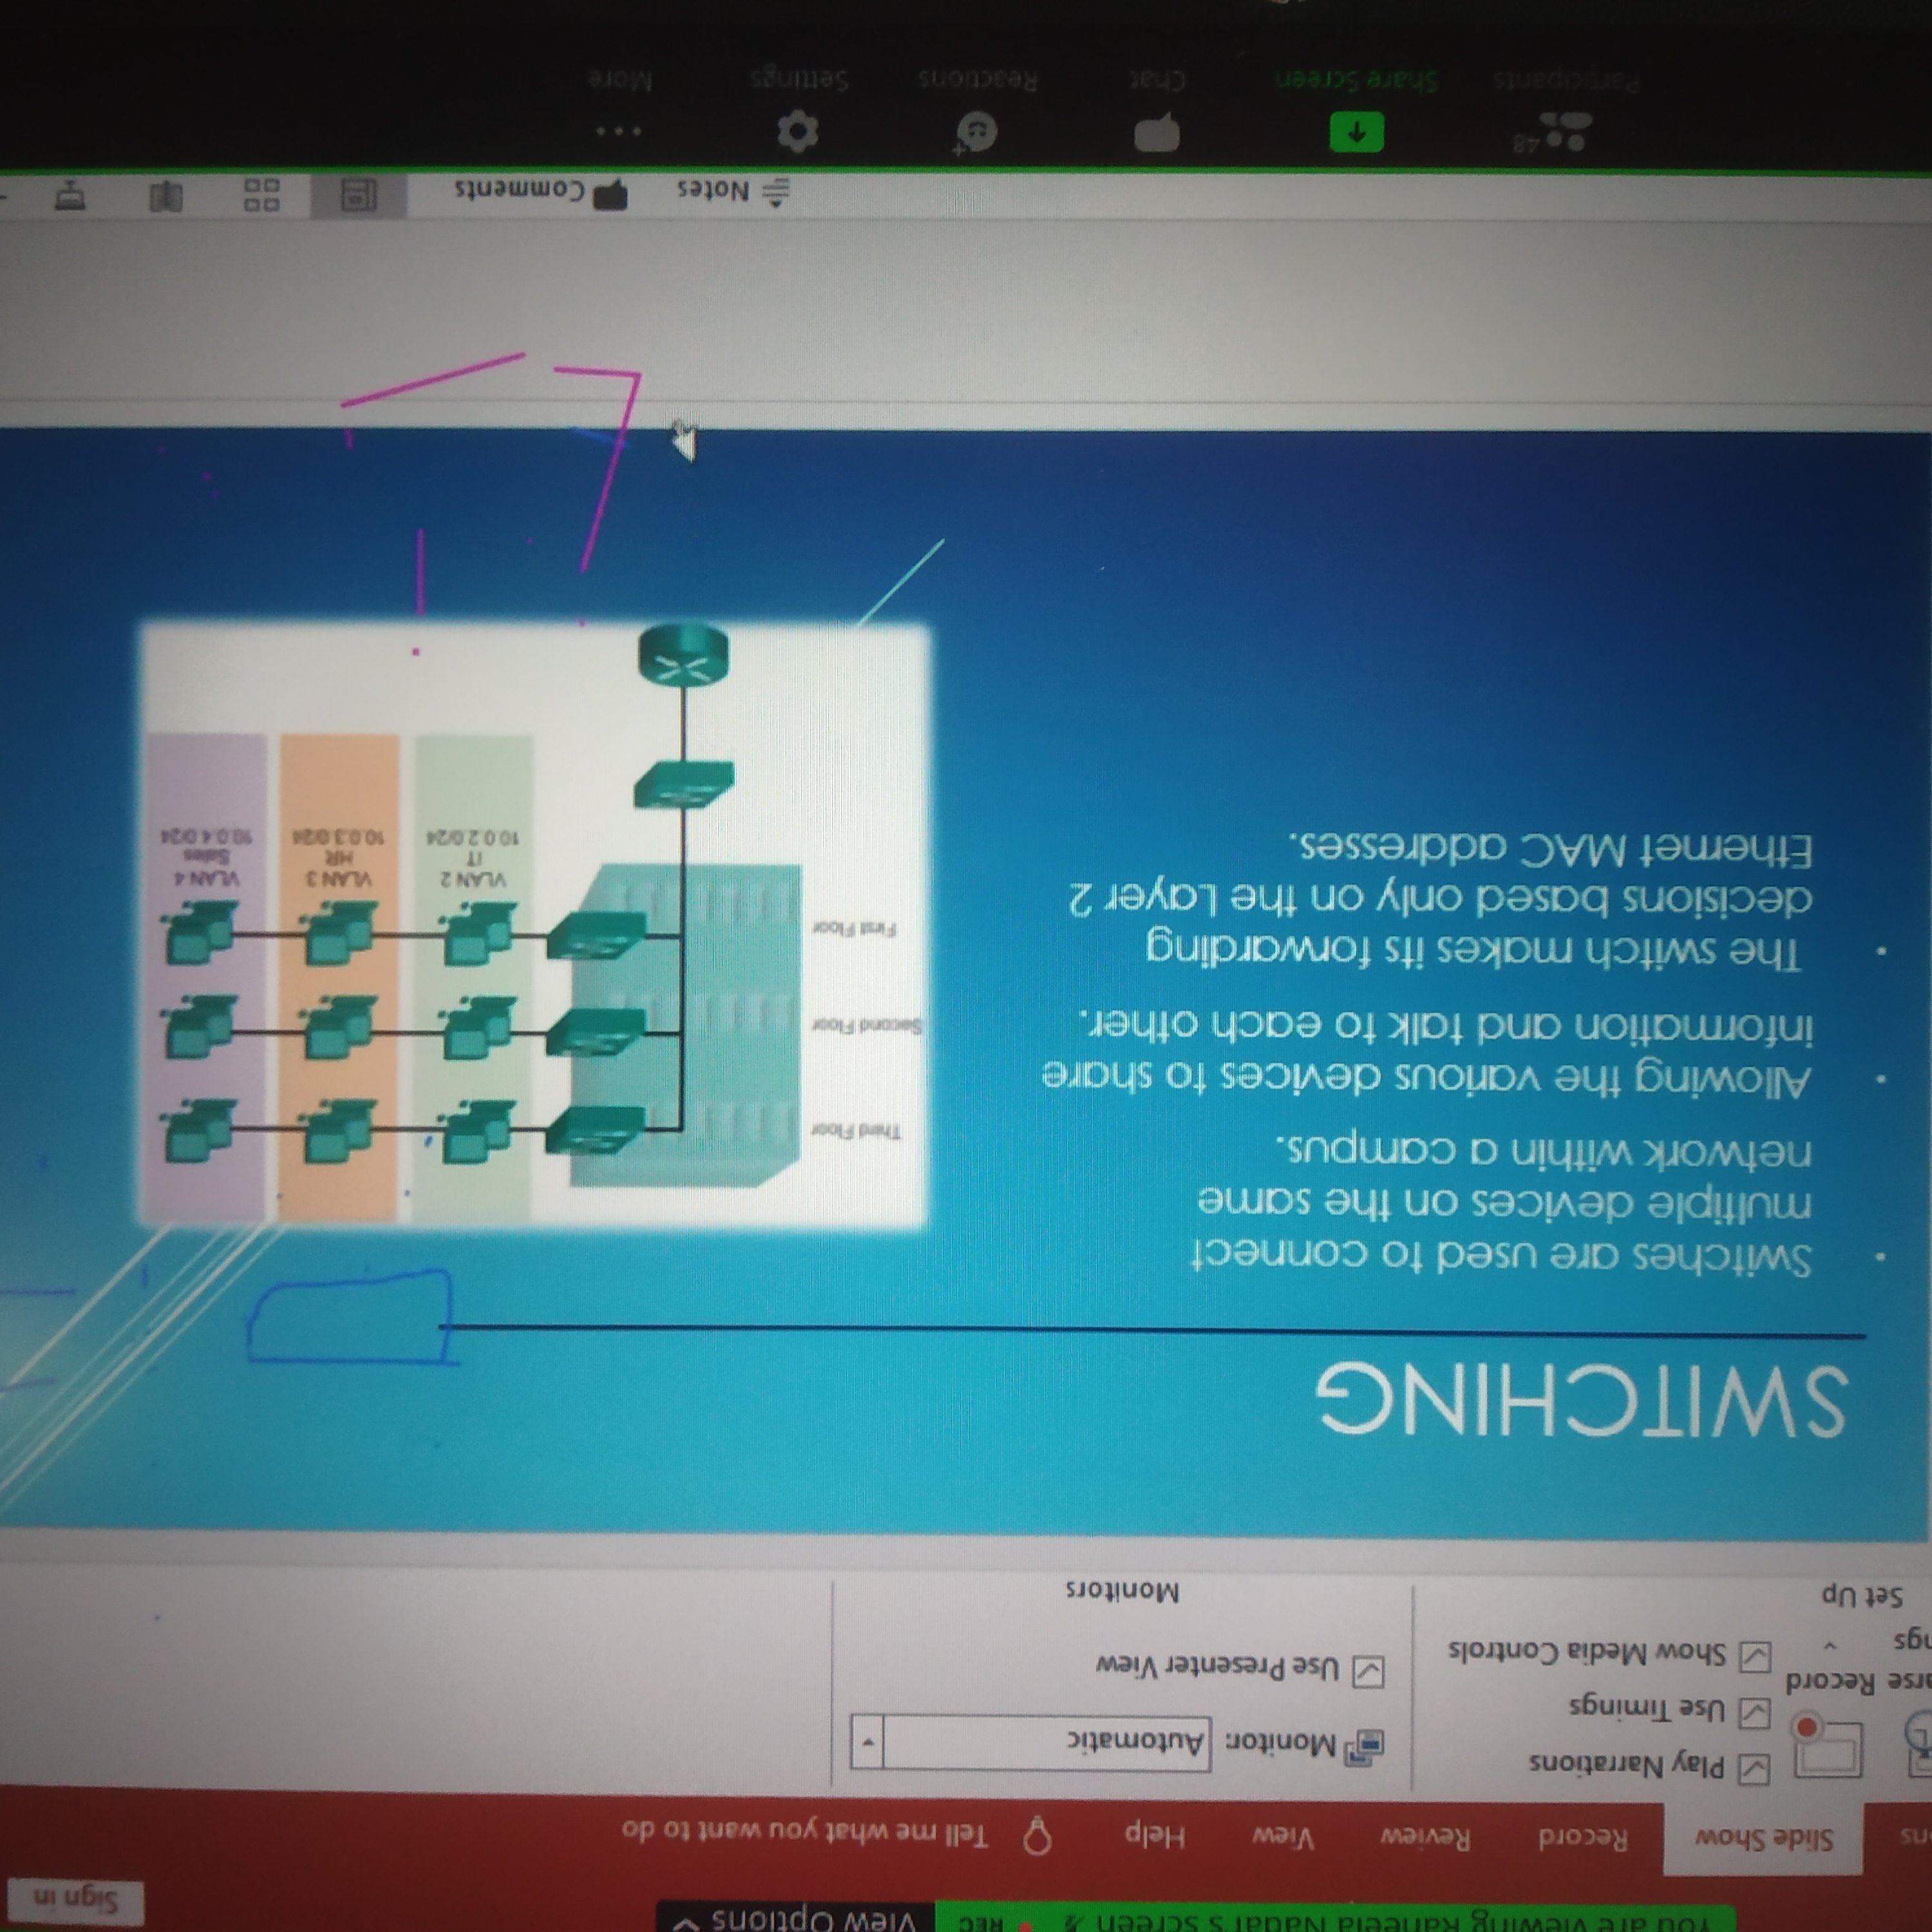 You are viewing Raheela Nadaf's screen REC View Options
Sign in
Slide Show Record Review View Help Tell me what you want to do
Play Narrations
Use Timings
Show Media Controls
Record
Set Up
Monitor: Automatic
Use Presenter View
Monitors
SWITCHING
• Switches are used to connect
multiple devices on the same
network within a campus.
• Allowing the various devices to share
information and talk to each other.
• The switch makes its forwarding
decisions based only on the Layer 2
Ethernet MAC addresses.
Third Floor
Second Floor
First Floor
VLAN 2
IT
10.0.2.0/24
VLAN 3
HR
10.0.3.0/24
VLAN 4
Sales
10.0.4.0/24
Notes Comments
48
Participants Share Screen Chat Reactions Settings More